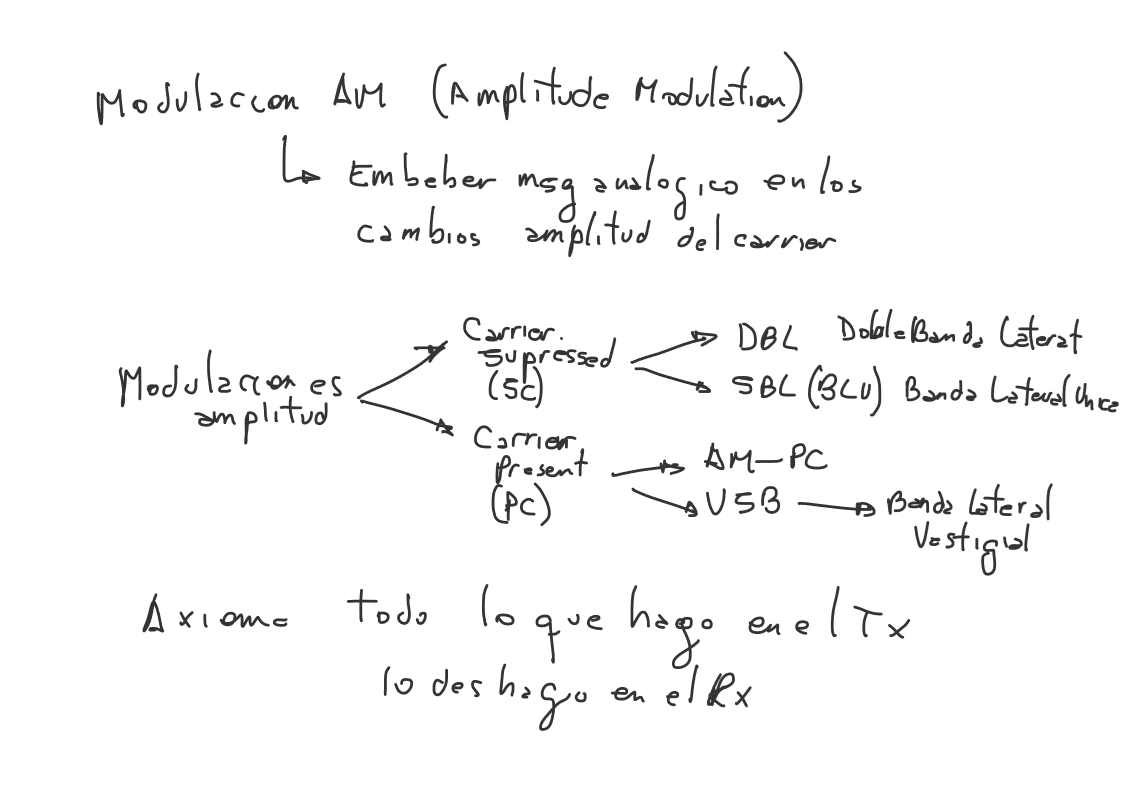 Modulacion AM (Amplitude Modulation)
Embeber msg analogico en los
cambios amplitud del carrier
Carrier.
supressed
(SC)
DBL Doble Banda Lateral
SBL (BLU) Banda Lateral Unica
Modulaciones
amplitud
Carrier
Present
(PC)
AM-PC
VSB Banda Lateral
Vestigial
Axioma todo lo que hago en el Tx
lo deshago en el Rx